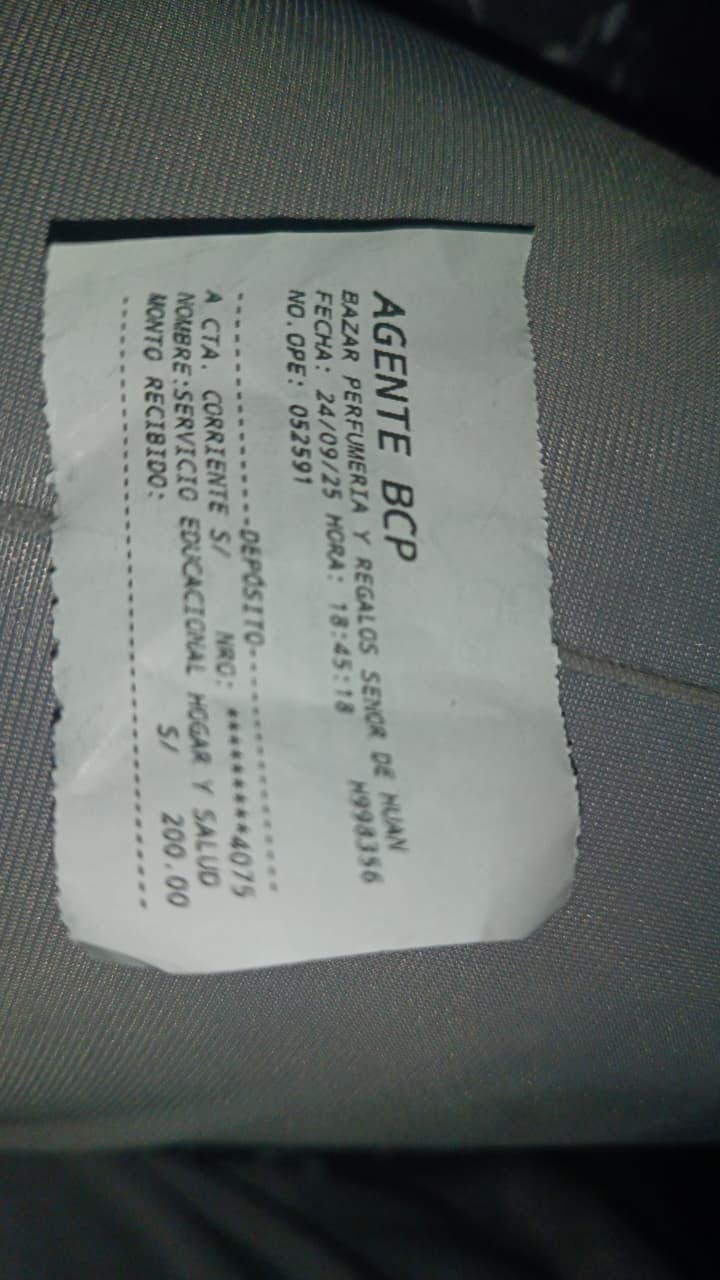 AGENTE BCP
BAZAR PERFUMERIA Y REGALOS SENOR DE HUAN
FECHA: 24/09/25 HORA: 18:45:18 H998356
NO.OPE: 052591
------------DEPÓSITO----------------
A CTA. CORRIENTE S/ NRO: *********4075
NOMBRE:SERVICIO EDUCACIONAL HOGAR Y SALUD
MONTO RECIBIDO: S/ 200.00